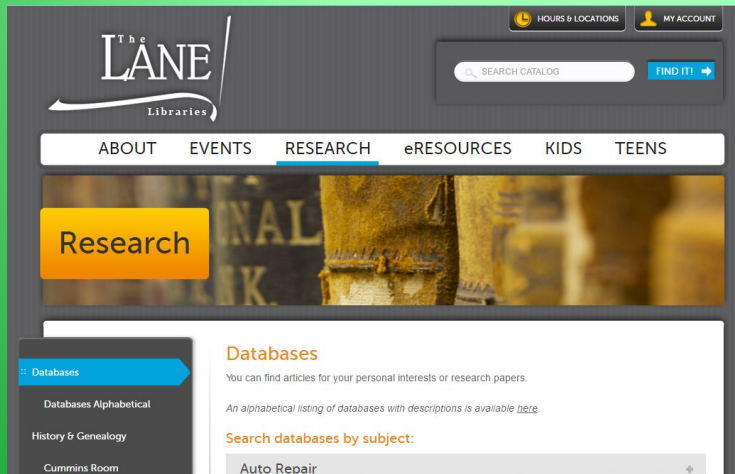 HOURS & LOCATIONS
MY ACCOUNT
The
LANE
Libraries
SEARCH CATALOG
FIND IT!
ABOUT EVENTS RESEARCH eRESOURCES KIDS TEENS
Research
NAL
NK.
Databases
Databases Alphabetical
History & Genealogy
Cummins Room
Databases
You can find articles for your personal interests or research papers.
An alphabetical listing of databases with descriptions is available here.
Search databases by subject:
Auto Repair